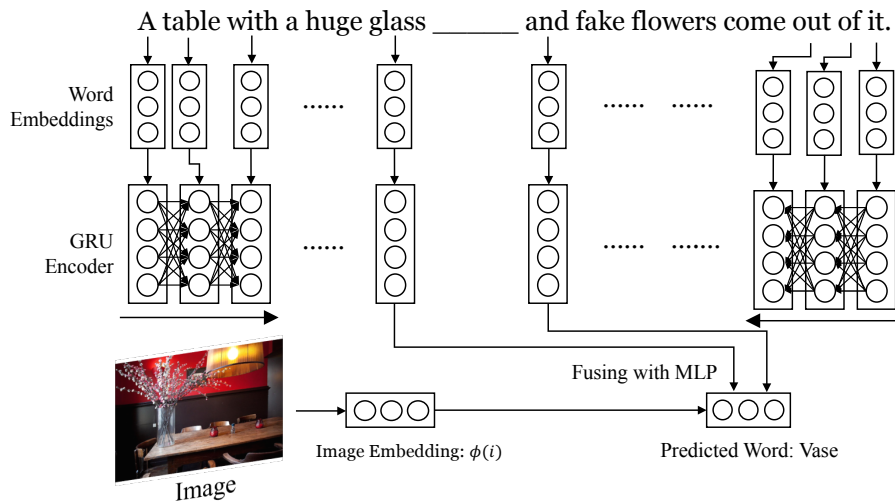 A table with a huge glass ______ and fake flowers come out of it.
Word
Embeddings
......
...... ......
GRU
Encoder
......
...... ......
Fusing with MLP
Image Embedding: ϕ(i)
Predicted Word: Vase
Image